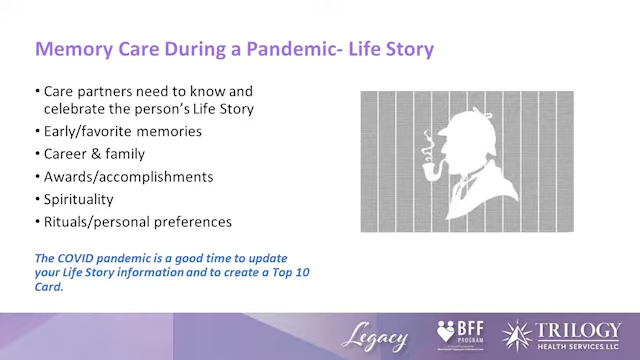 Memory Care During a Pandemic- Life Story
• Care partners need to know and
celebrate the person's Life Story
• Early/favorite memories
• Career & family
• Awards/accomplishments
• Spirituality
• Rituals/personal preferences
The COVID pandemic is a good time to update
your Life Story information and to create a Top 10
Card.
Legacy
BFF
PROGRAM
TRILOGY
HEALTH SERVICES, LLC